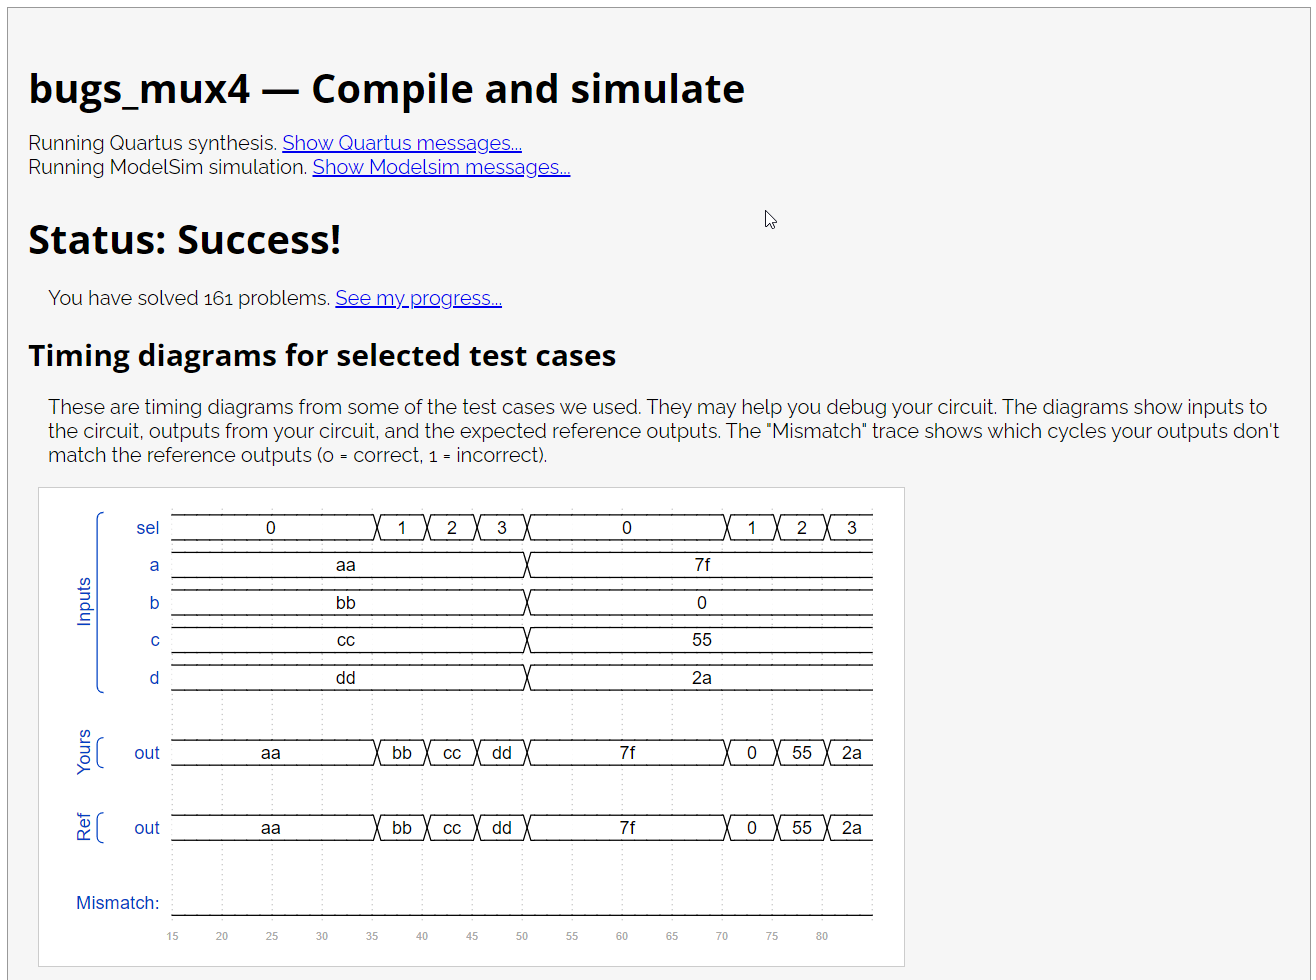 bugs_mux4 — Compile and simulate
Running Quartus synthesis. Show Quartus messages...
Running ModelSim simulation. Show Modelsim messages...
Status: Success!
You have solved 161 problems. See my progress...
Timing diagrams for selected test cases
These are timing diagrams from some of the test cases we used. They may help you debug your circuit. The diagrams show inputs to
the circuit, outputs from your circuit, and the expected reference outputs. The "Mismatch" trace shows which cycles your outputs don't
match the reference outputs (0 = correct, 1 = incorrect).
Inputs
sel 0 1 2 3 0 1 2 3
a aa 7f
b bb 0
c cc 55
d dd 2a
Yours
out aa bb cc dd 7f 0 55 2a
Ref
out aa bb cc dd 7f 0 55 2a
Mismatch:
15 20 25 30 35 40 45 50 55 60 65 70 75 80